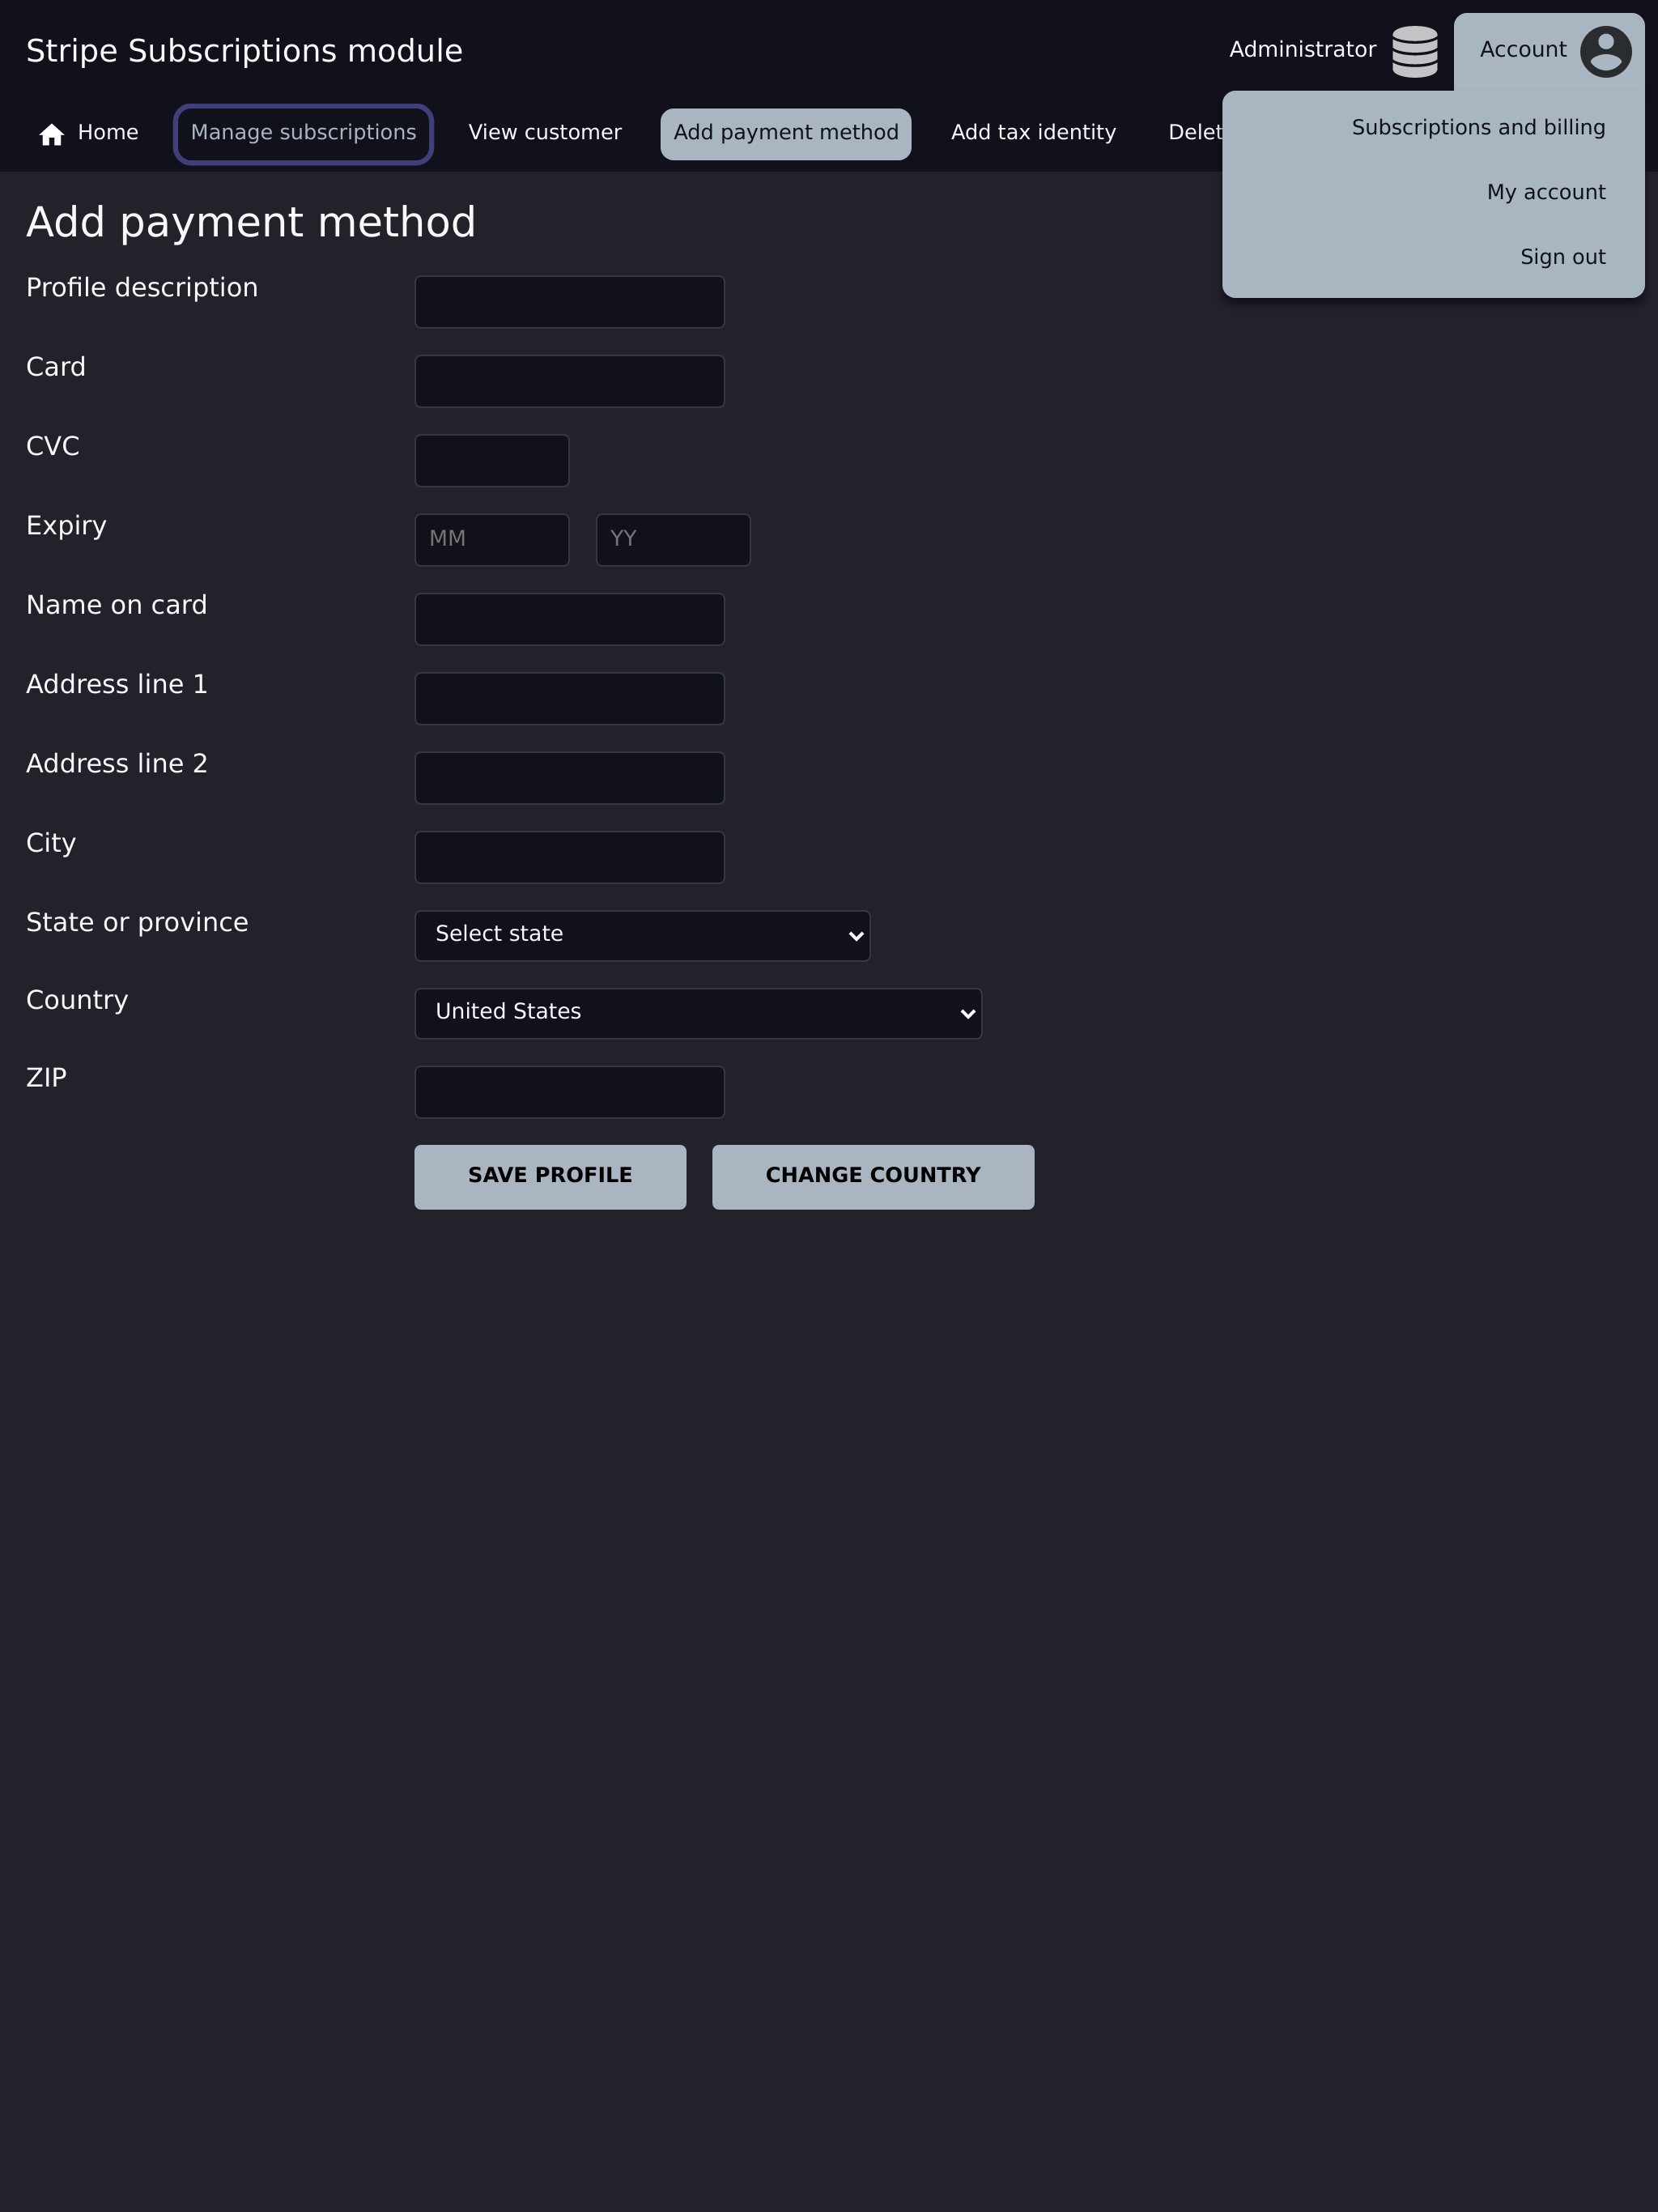 Stripe Subscriptions module
Administrator
Account
Home
Manage subscriptions
View customer
Add payment method
Add tax identity
Delet
Subscriptions and billing
My account
Sign out
Add payment method
Profile description
Card
CVC
Expiry
MM
YY
Name on card
Address line 1
Address line 2
City
State or province
Select state
Country
United States
ZIP
SAVE PROFILE
CHANGE COUNTRY